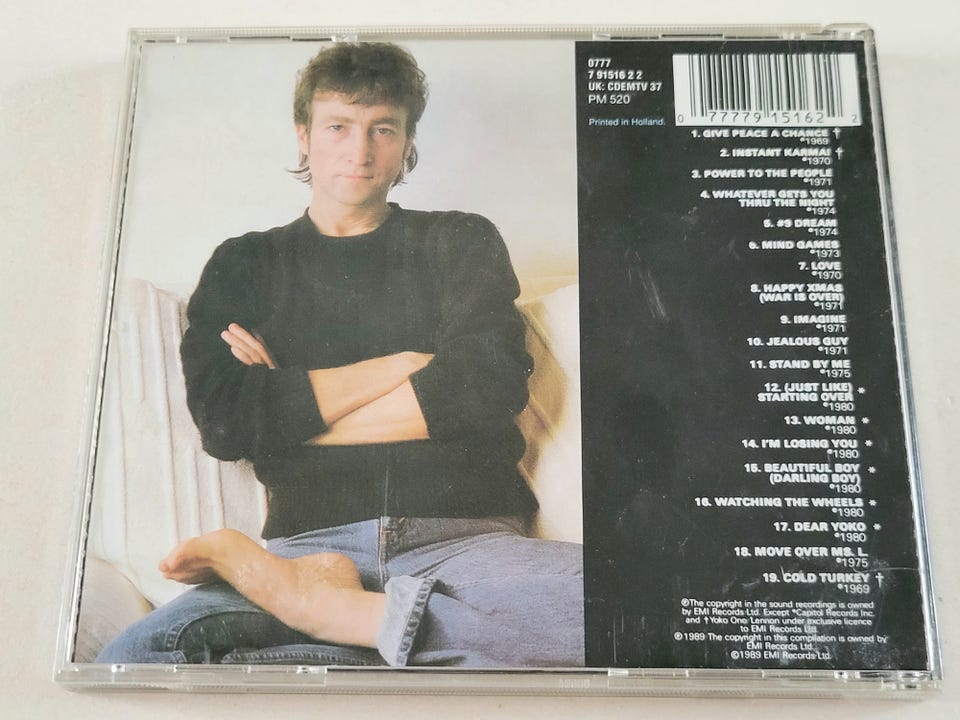 0777
7 91516 2 2
UK: CDEMTV 37
PM 520
Printed in Holland.
0 77779 15162 2
1. GIVE PEACE A CHANCE †
℗1969
2. INSTANT KARMA! †
℗1970
3. POWER TO THE PEOPLE
℗1971
4. WHATEVER GETS YOU
THRU THE NIGHT
℗1974
5. #9 DREAM
℗1974
6. MIND GAMES
℗1973
7. LOVE
℗1970
8. HAPPY XMAS
(WAR IS OVER)
℗1971
9. IMAGINE
℗1971
10. JEALOUS GUY
℗1971
11. STAND BY ME
℗1975
12. (JUST LIKE) *
STARTING OVER
℗1980
13. WOMAN *
℗1980
14. I'M LOSING YOU *
℗1980
15. BEAUTIFUL BOY *
(DARLING BOY)
℗1980
16. WATCHING THE WHEELS *
℗1980
17. DEAR YOKO *
℗1980
18. MOVE OVER MS. L.
℗1975
19. COLD TURKEY †
℗1969
℗The copyright in the sound recordings is owned
by EMI Records Ltd. Except *Capitol Records Inc.
and † Yoko Ono Lennon under exclusive licence
to EMI Records Ltd.
℗ 1989 The copyright in this compilation is owned by
EMI Records Ltd.
©1989 EMI Records Ltd.